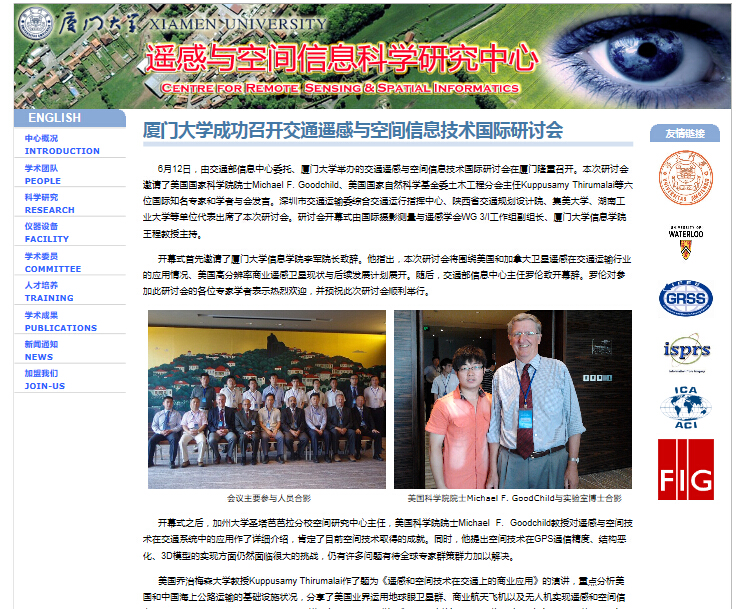 厦门大学 XIAMEN UNIVERSITY
遥感与空间信息科学研究中心
CENTRE FOR REMOTE SENSING & SPATIAL INFORMATICS
ENGLISH
中心概况
INTRODUCTION
学术团队
PEOPLE
科学研究
RESEARCH
仪器设备
FACILITY
学术委员
COMMITTEE
人才培养
TRAINING
学术成果
PUBLICATIONS
新闻通知
NEWS
加盟我们
JOIN-US
厦门大学成功召开交通遥感与空间信息技术国际研讨会
6月12日，由交通部信息中心委托、厦门大学举办的交通遥感与空间信息技术国际研讨会在厦门隆重召开。本次研讨会
邀请了美国国家科学院院士Michael F. Goodchild、美国国家自然科学基金委土木工程分会主任Kuppusamy Thirumalai等六
位国际知名专家和学者与会发言。深圳市交通运输委综合交通运行指挥中心、陕西省交通规划设计院、集美大学、湖南工
业大学等单位代表出席了本次研讨会。研讨会开幕式由国际摄影测量与遥感学会WG 3/I工作组副组长、厦门大学信息学院
王程教授主持。
开幕式首先邀请了厦门大学信息学院李军院长致辞。他指出，本次研讨会将围绕美国和加拿大卫星遥感在交通运输行业
的应用情况、美国高分辨率商业遥感卫星现状与后续发展计划展开。随后，交通部信息中心主任罗伦致开幕辞。罗伦对参
加此研讨会的各位专家学者表示热烈欢迎，并预祝此次研讨会顺利举行。
会议主要参与人员合影
美国科学院院士Michael F. GoodChild与实验室博士合影
开幕式之后，加州大学圣塔芭芭拉分校空间研究中心主任，美国科学院院士Michael F. Goodchild教授对遥感与空间技
术在交通系统中的应用作了详细介绍，肯定了目前空间技术取得的成就。同时，他提出空间技术在GPS通信精度、结构恶
化、3D模型的实现方面仍然面临很大的挑战，仍有许多问题有待全球专家群策群力加以解决。
美国乔治梅森大学教授Kuppusamy Thirumalai作了题为《遥感和空间技术在交通上的商业应用》的演讲，重点分析美
国和中国海上公路运输的基础设施状况，分享了美国业界运用地球眼卫星群、商业航天飞机以及无人机实现遥感和空间信
友情链接
UNIVERSITY OF
WATERLOO
GRSS
isprs
ICA
ACI
FIG